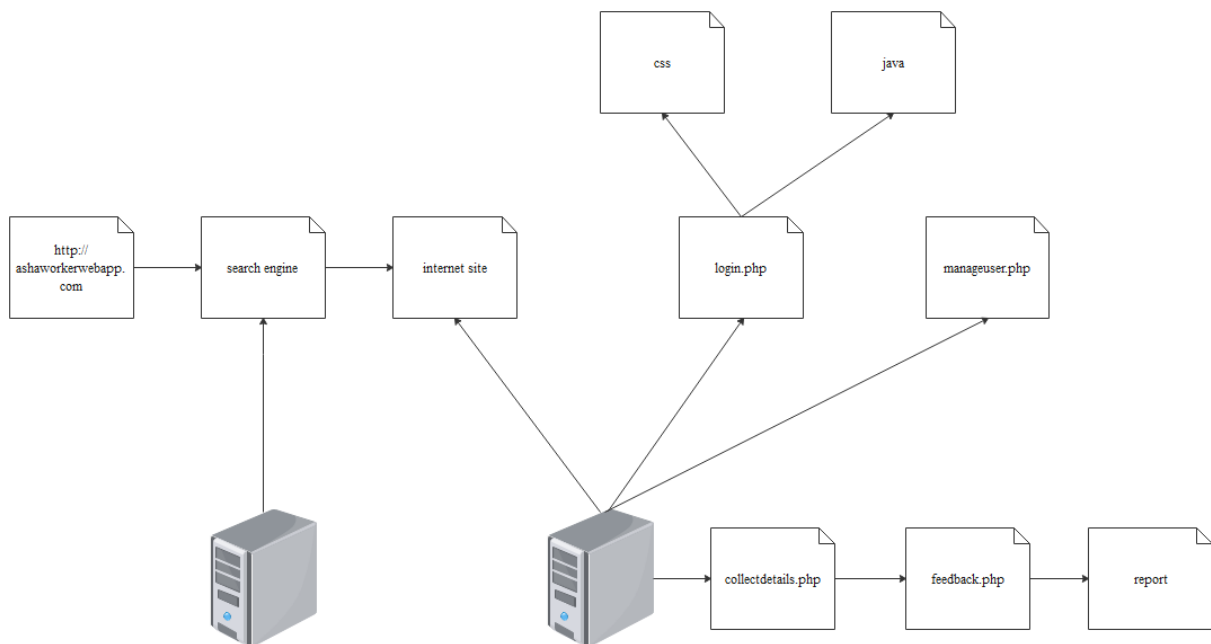 css
java
http://
ashaworkerwebapp.
com
search engine
internet site
login.php
manageuser.php
collectdetails.php
feedback.php
report